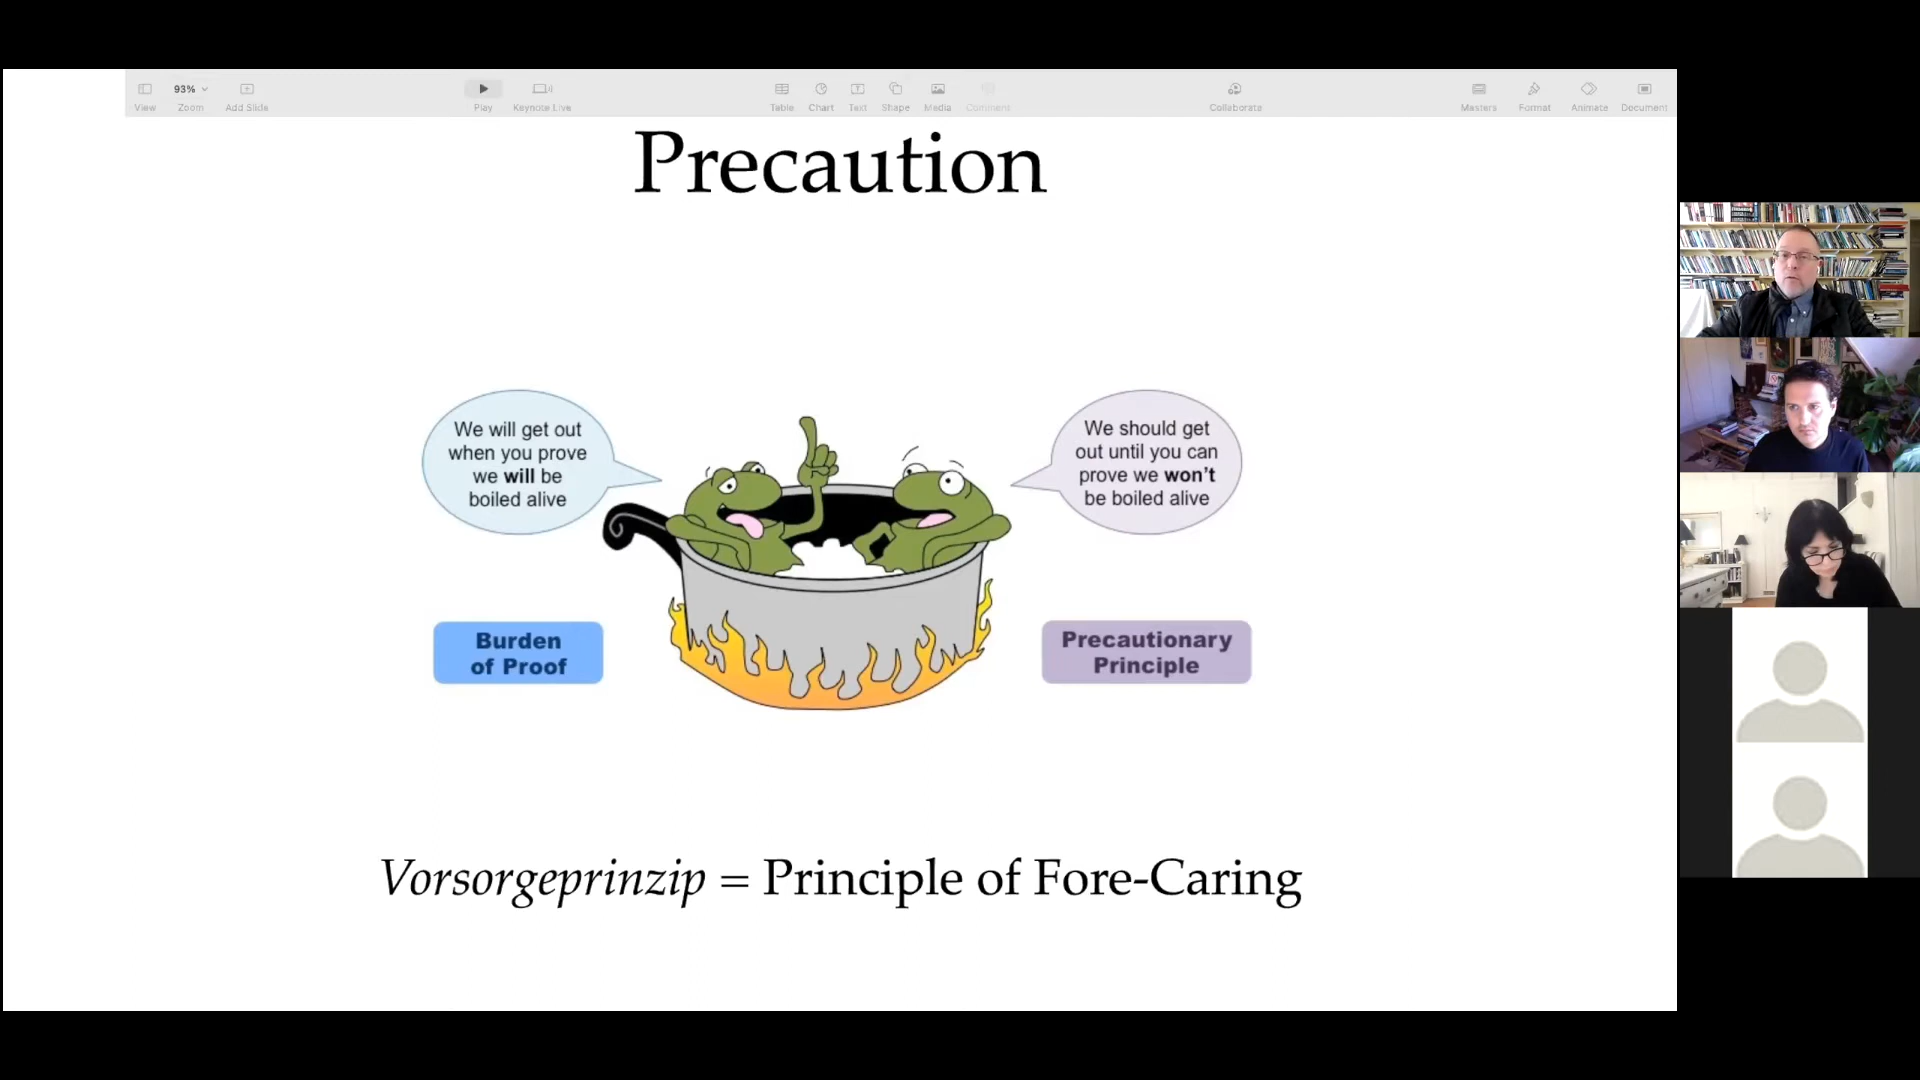 93%
View
Zoom
Add Slide
Play
Keynote Live
Table
Chart
Text
Shape
Media
Comment
Collaborate
Masters
Format
Animate
Document
Precaution
We will get out
when you prove
we will be
boiled alive
We should get
out until you can
prove we won't
be boiled alive
Burden
of Proof
Precautionary
Principle
Vorsorgeprinzip = Principle of Fore-Caring